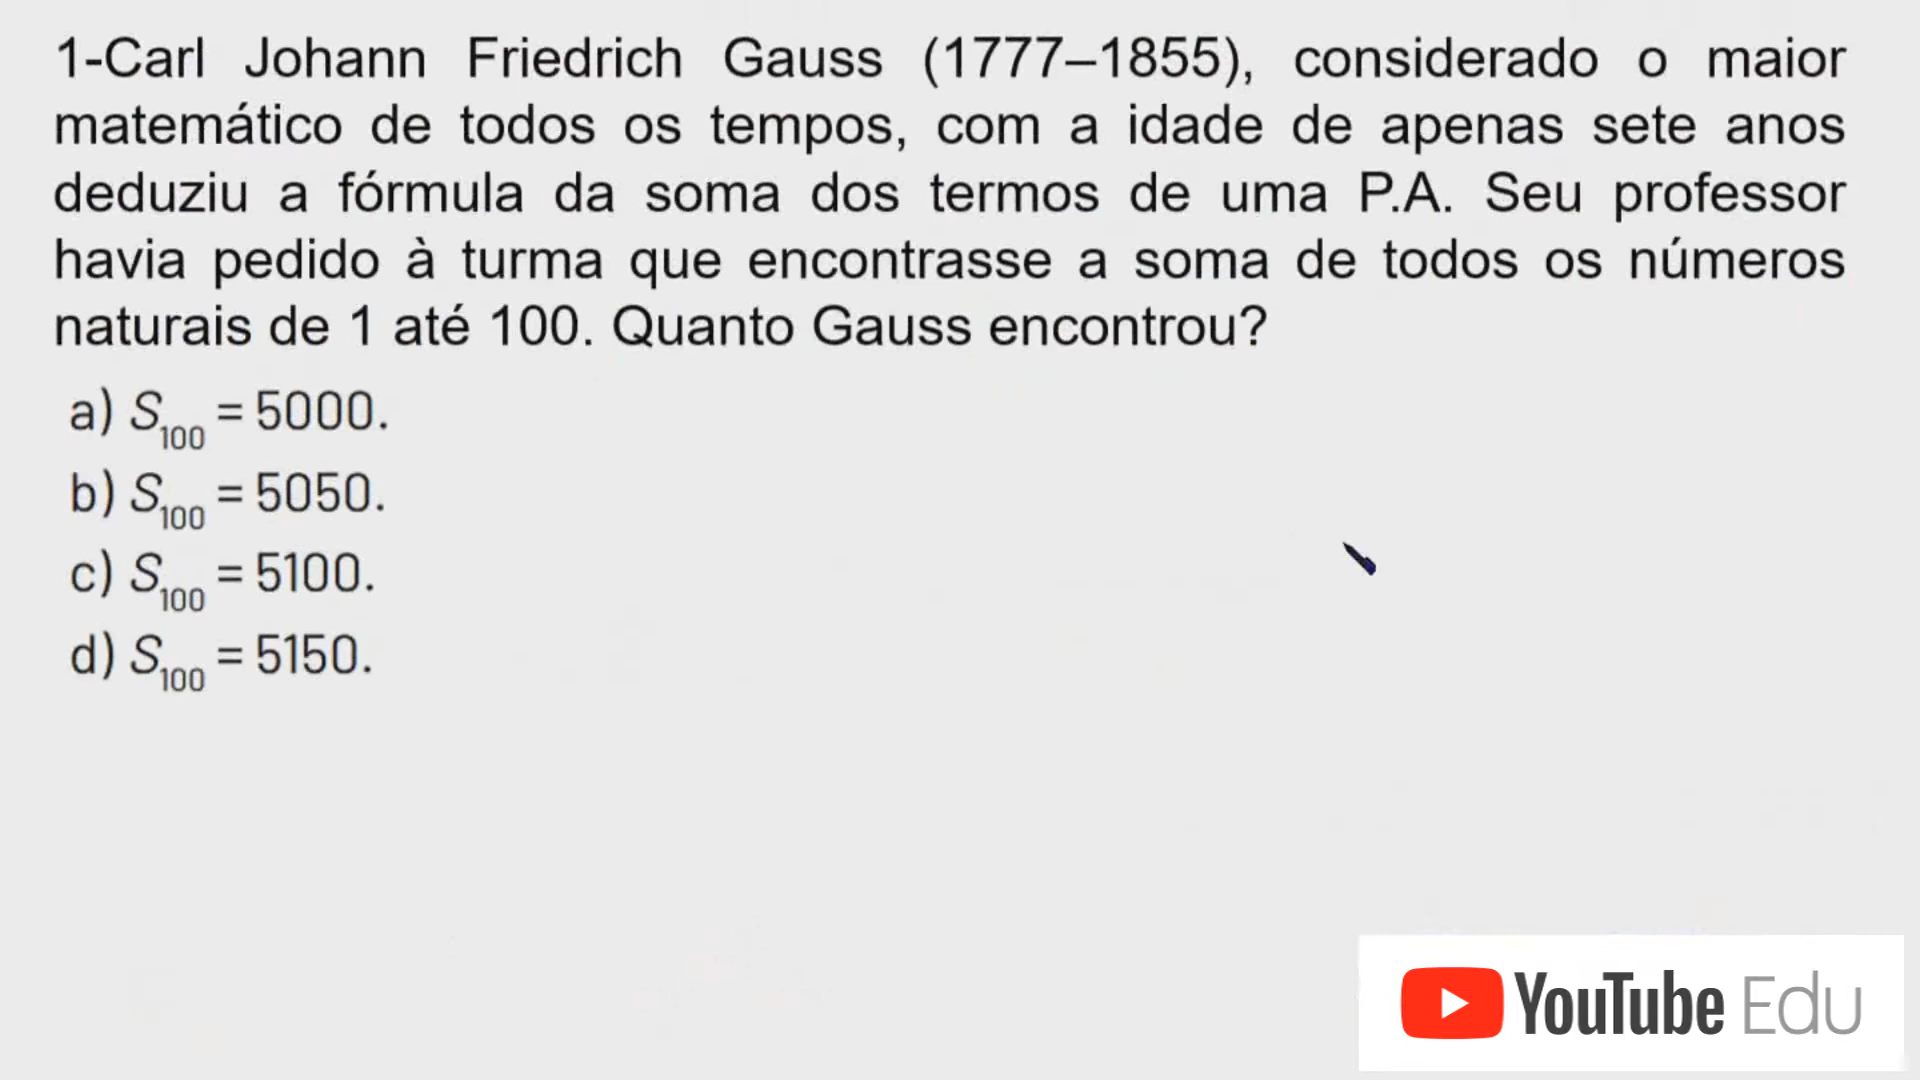 1-Carl Johann Friedrich Gauss (1777–1855), considerado o maior
matemático de todos os tempos, com a idade de apenas sete anos
deduziu a fórmula da soma dos termos de uma P.A. Seu professor
havia pedido à turma que encontrasse a soma de todos os números
naturais de 1 até 100. Quanto Gauss encontrou?
a) S₁₀₀ = 5000.
b) S₁₀₀ = 5050.
c) S₁₀₀ = 5100.
d) S₁₀₀ = 5150.
YouTube Edu